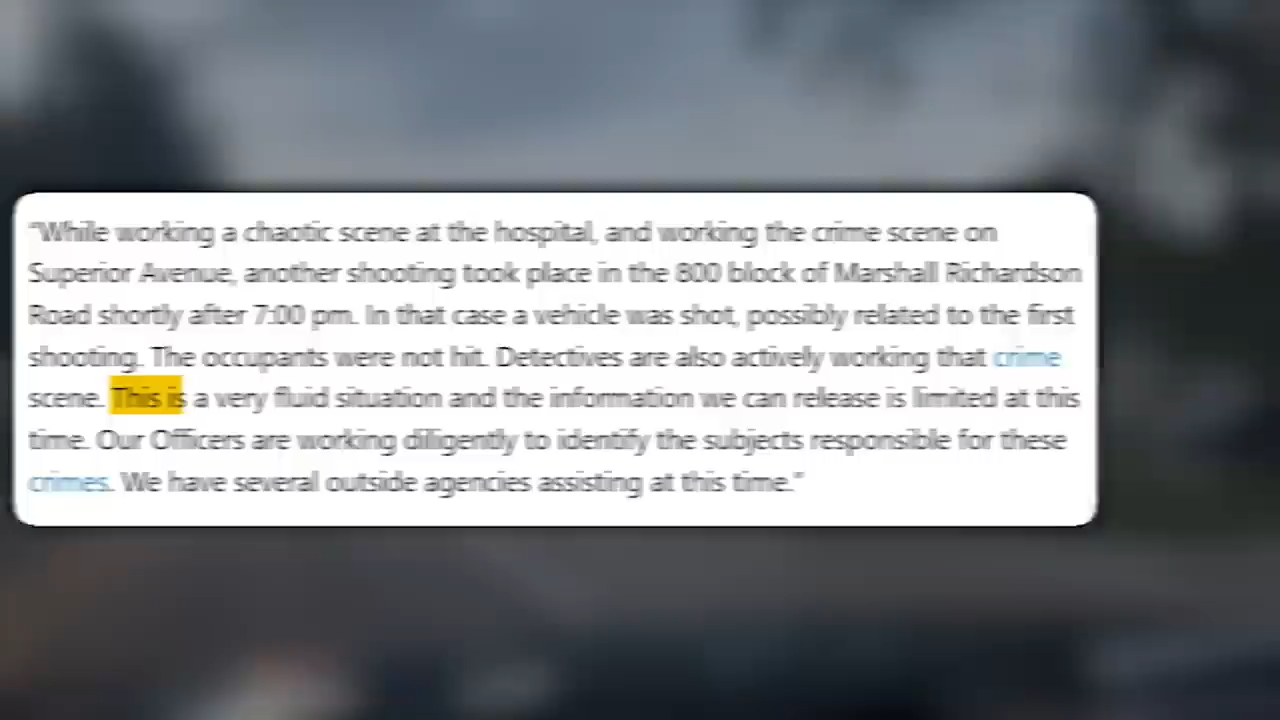 "While working a chaotic scene at the hospital, and working the crime scene on
Superior Avenue, another shooting took place in the 800 block of Marshall Richardson
Road shortly after 7:00 pm. In that case a vehicle was shot, possibly related to the first
shooting. The occupants were not hit. Detectives are also actively working that crime
scene. This is a very fluid situation and the information we can release is limited at this
time. Our Officers are working diligently to identify the subjects responsible for these
crimes. We have several outside agencies assisting at this time."